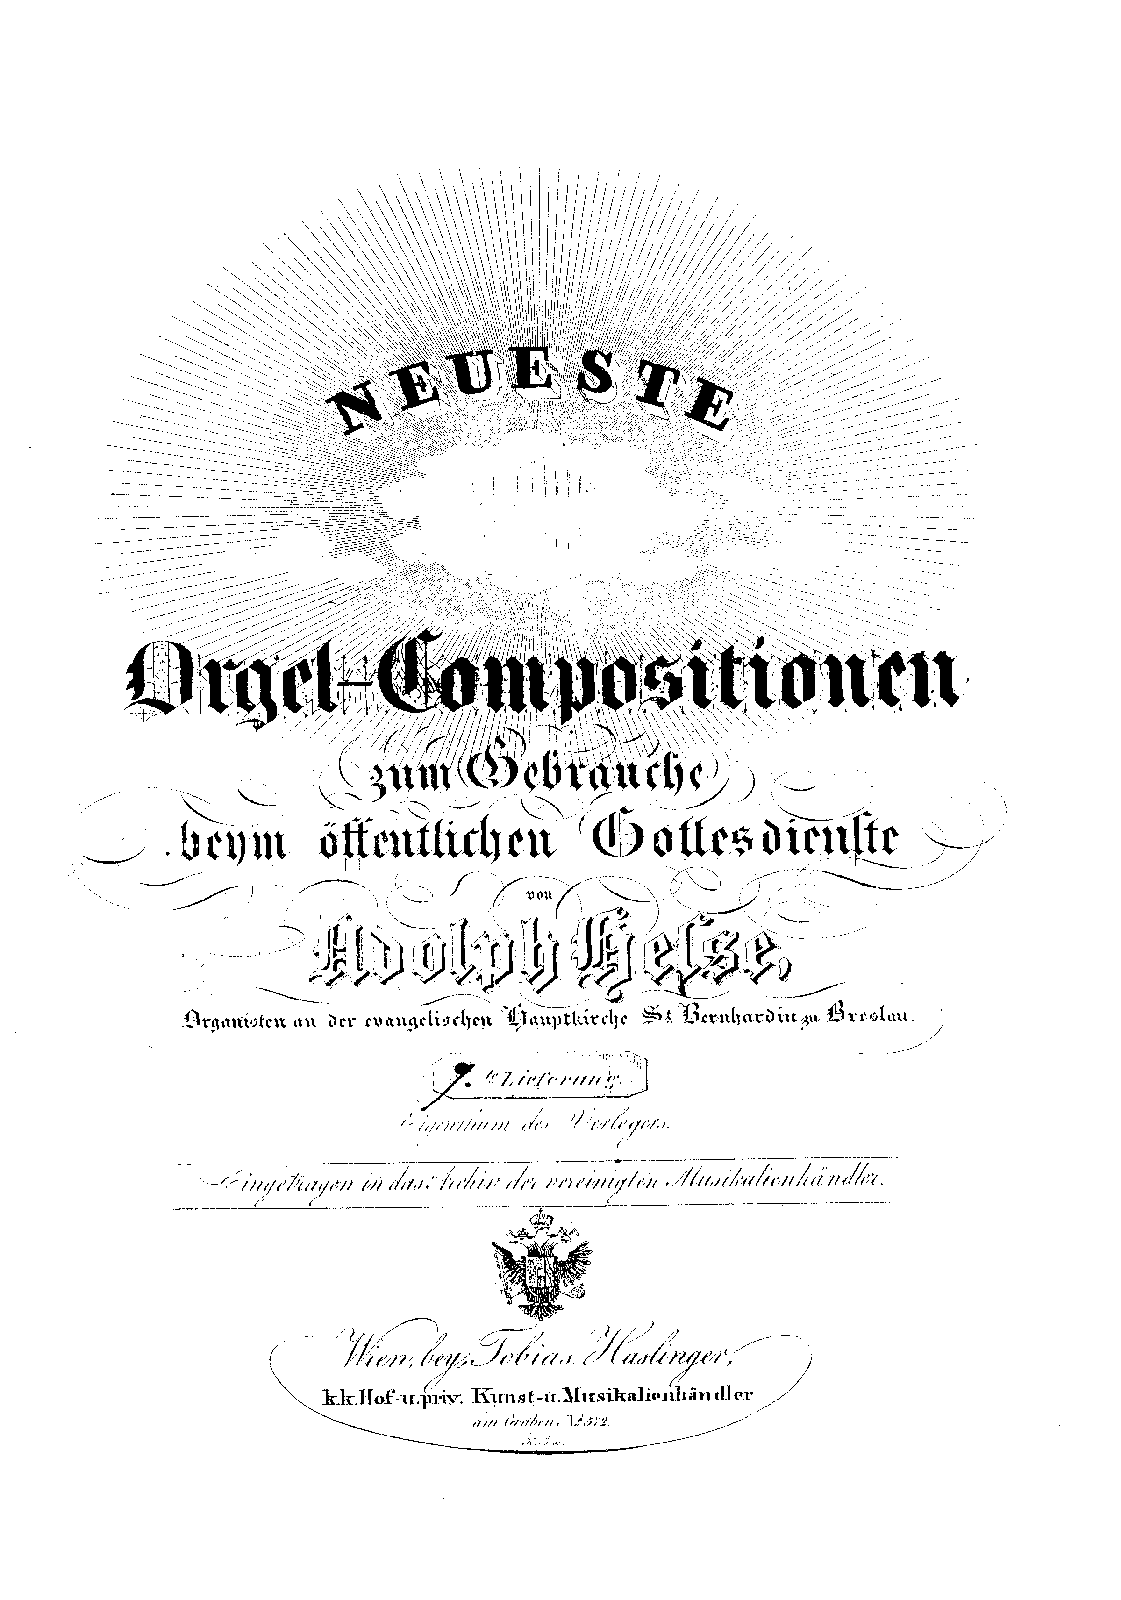 NEUESTE
Orgel-Compositionen
zum Gebrauche
beym öffentlichen Gottesdienste
von
Adolph Hesse,
Organisten an der evangelischen Hauptkirche St Bernhardin zu Breslau.
te Lieferung.
Eigenthum des Verlegers.
Eingetragen in das Archiv der vereinigten Musikalienhändler.
Wien, bey Tobias Haslinger,
k.k. Hof- u. priv. Kunst- u. Musikalienhändler
am Graben, No 572.